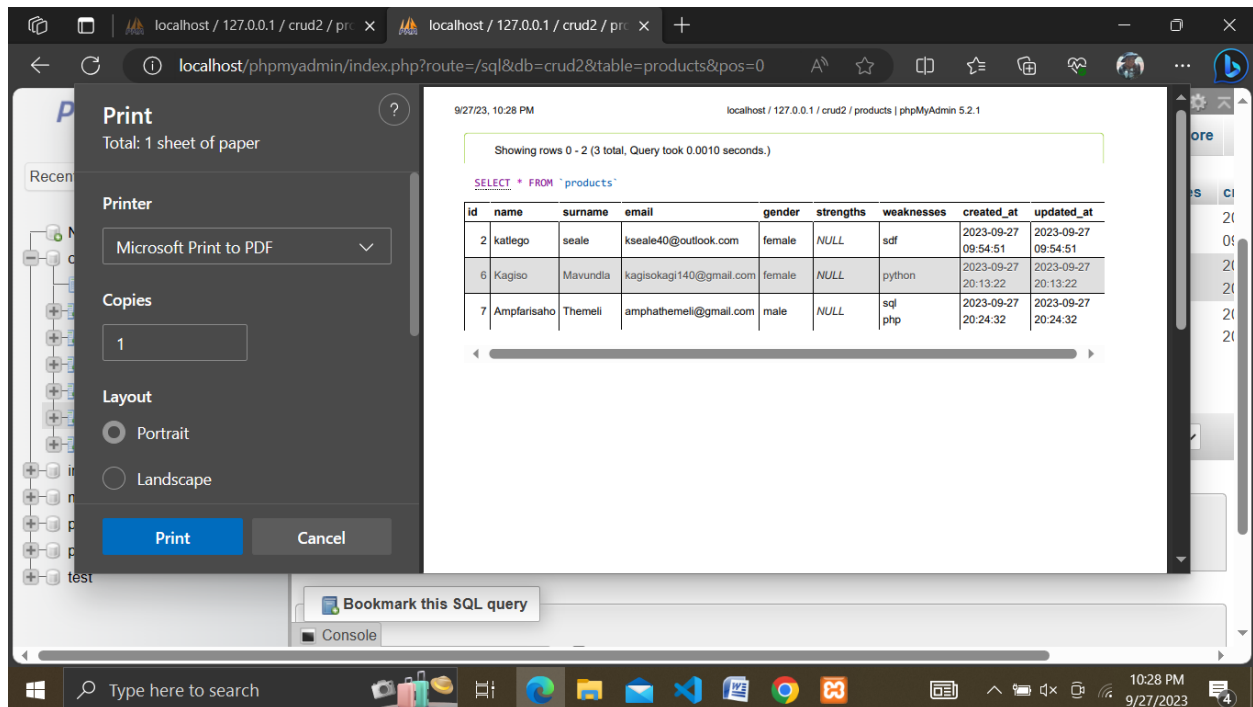 localhost / 127.0.0.1 / crud2 / pro
localhost / 127.0.0.1 / crud2 / pro
localhost/phpmyadmin/index.php?route=/sql&db=crud2&table=products&pos=0
Print
?
Total: 1 sheet of paper
Printer
Microsoft Print to PDF
Copies
1
Layout
Portrait
Landscape
Print Cancel
9/27/23, 10:28 PM localhost / 127.0.0.1 / crud2 / products | phpMyAdmin 5.2.1
Showing rows 0 - 2 (3 total, Query took 0.0010 seconds.)
SELECT * FROM `products`
id name surname email gender strengths weaknesses created_at updated_at
2 katlego seale kseale40@outlook.com female NULL sdf 2023-09-27 09:54:51 2023-09-27 09:54:51
6 Kagiso Mavundla kagisokagi140@gmail.com female NULL python 2023-09-27 20:13:22 2023-09-27 20:13:22
7 Ampfarisaho Themeli amphathemeli@gmail.com male NULL sql php 2023-09-27 20:24:32 2023-09-27 20:24:32
P
Recen
test
ore
Bookmark this SQL query
Console
Type here to search
10:28 PM
9/27/2023
4